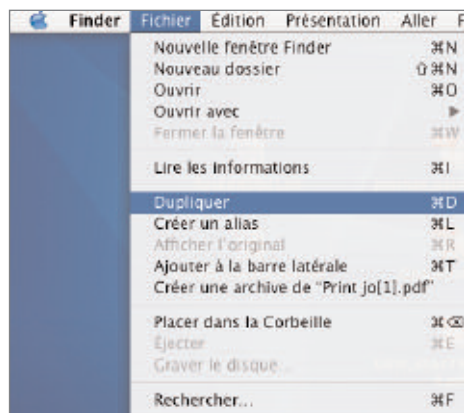 Finder Fichier Édition Présentation Aller F
Nouvelle fenêtre Finder ⌘N
Nouveau dossier ⇧⌘N
Ouvrir ⌘O
Ouvrir avec ▶
Fermer la fenêtre ⌘W
Lire les informations ⌘I
Dupliquer ⌘D
Créer un alias ⌘L
Afficher l'original ⌘R
Ajouter à la barre latérale ⌘T
Créer une archive de “Print jo[1].pdf”
Placer dans la Corbeille ⌘⌫
Éjecter ⌘E
Graver le disque...
Rechercher... ⌘F